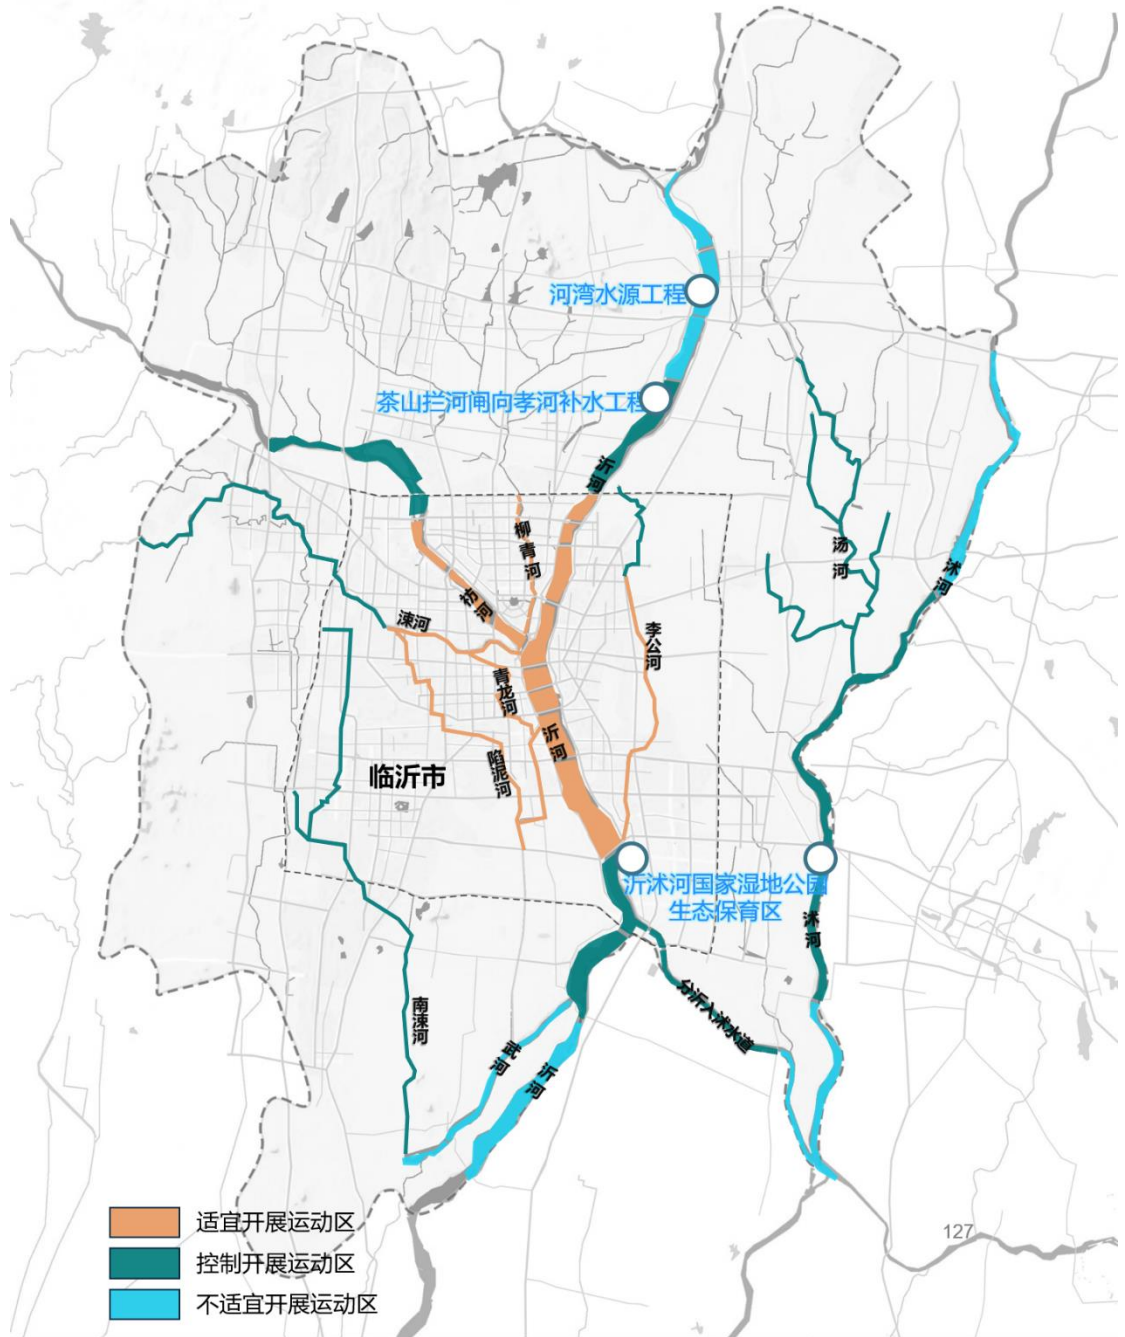 河湾水源工程
茶山拦河闸向孝河补水工程
沂河
柳青河
汤河
沭河
祊河
涑河
李公河
青龙河
沂河
陷泥河
临沂市
沂沭河国家湿地公园
生态保育区
沭河
分沂入沭水道
南涑河
武河
沂河
适宜开展运动区
127
控制开展运动区
不适宜开展运动区